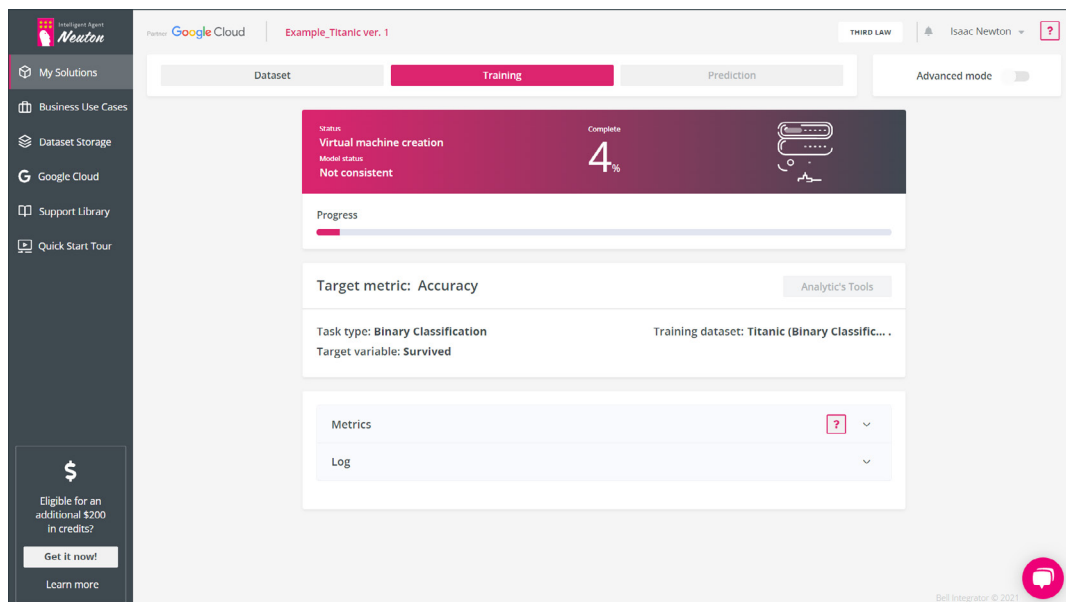 Intelligent Agent
Newton
Partner Google Cloud
Example_Titanic ver. 1
THIRD LAW
Isaac Newton
?
My Solutions
Business Use Cases
Dataset Storage
Google Cloud
Support Library
Quick Start Tour
Dataset
Training
Prediction
Advanced mode
Status
Virtual machine creation
Model status
Not consistent
Complete
4%
Progress
Target metric: Accuracy
Analytic's Tools
Task type: Binary Classification
Training dataset: Titanic (Binary Classific... .
Target variable: Survived
Metrics
?
Log
$
Eligible for an
additional $200
in credits?
Get it now!
Learn more
Bell Integrator © 2021